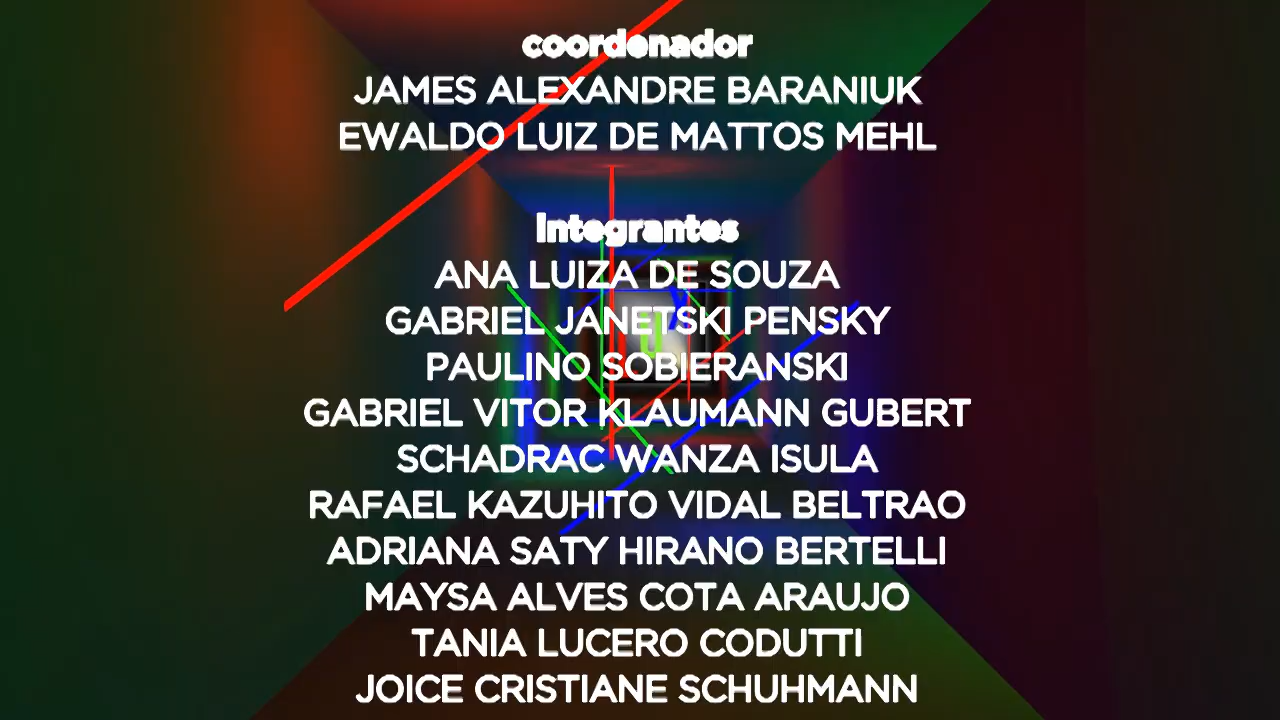 coordenador
JAMES ALEXANDRE BARANIUK
EWALDO LUIZ DE MATTOS MEHL
integrantes
ANA LUIZA DE SOUZA
GABRIEL JANETSKI PENSKY
PAULINO SOBIERANSKI
GABRIEL VITOR KLAUMANN GUBERT
SCHADRAC WANZA ISULA
RAFAEL KAZUHITO VIDAL BELTRAO
ADRIANA SATY HIRANO BERTELLI
MAYSA ALVES COTA ARAUJO
TANIA LUCERO CODUTTI
JOICE CRISTIANE SCHUHMANN